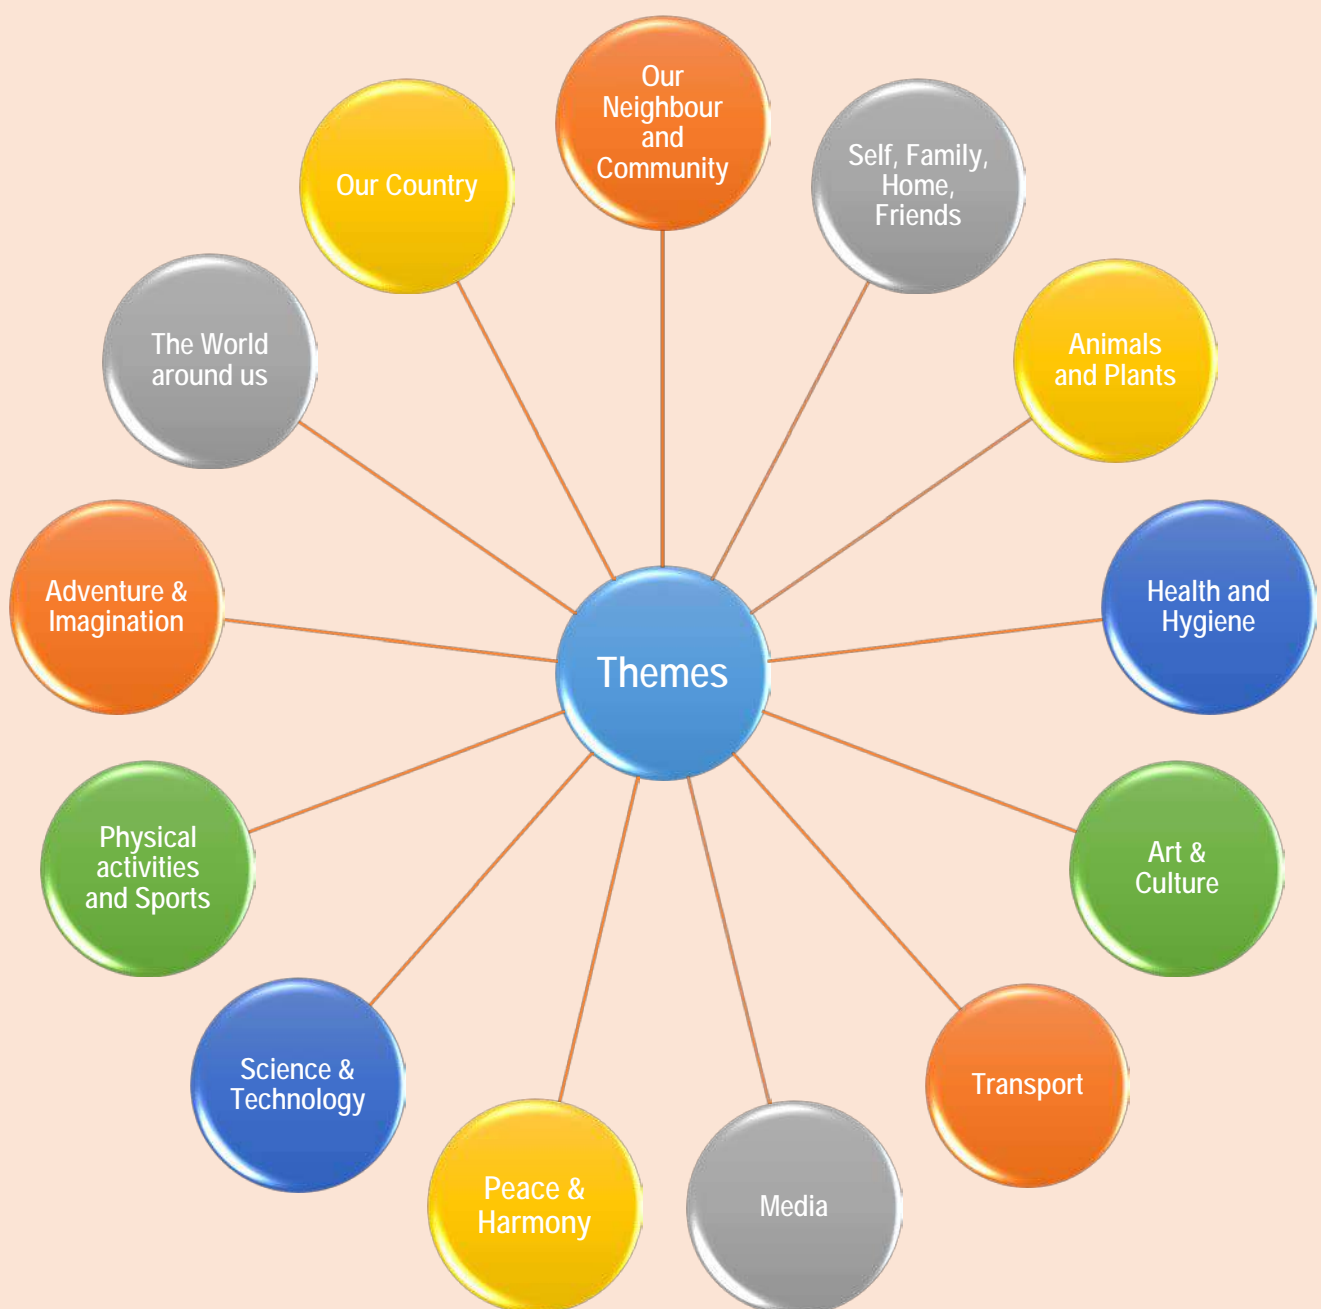 Our
Neighbour
and
Community
Self, Family,
Home,
Friends
Animals
and Plants
Health and
Hygiene
Art &
Culture
Transport
Media
Peace &
Harmony
Science &
Technology
Physical
activities
and Sports
Adventure &
Imagination
The World
around us
Our Country
Themes